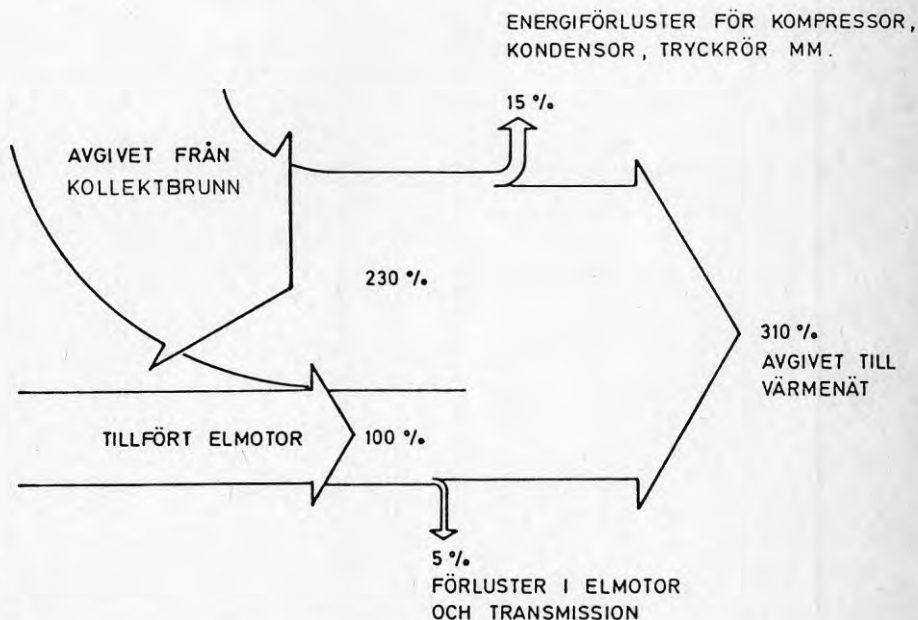 ENERGIFÖRLUSTER FÖR KOMPRESSOR,
KONDENSOR, TRYCKRÖR MM.
15 %
AVGIVET FRÅN
KOLLEKTBRUNN
230 %
310 %
AVGIVET TILL
VÄRMENÄT
TILLFÖRT ELMOTOR
100 %
5 %
FÖRLUSTER I ELMOTOR
OCH TRANSMISSION